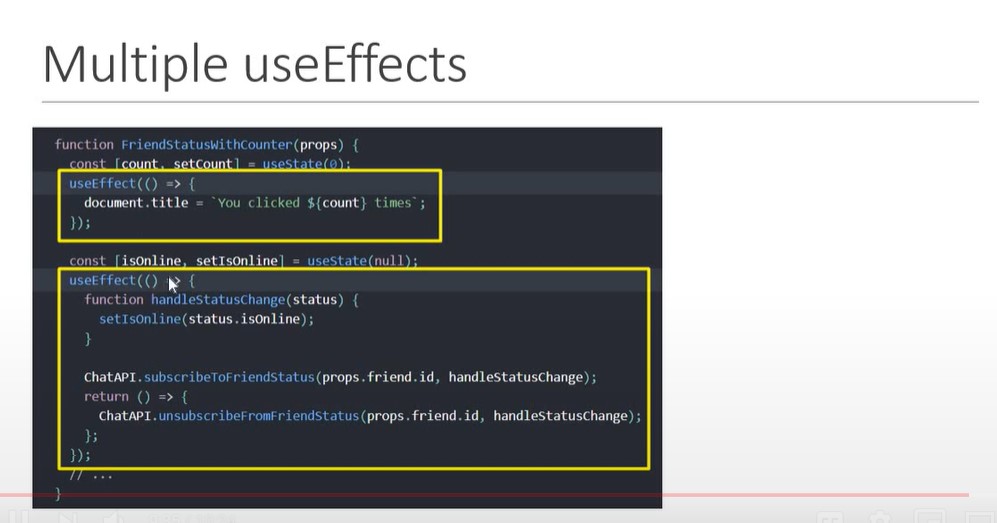 Multiple useEffects
function FriendStatusWithCounter(props) {
const [count, setCount] = useState(0);
useEffect(() => {
document.title = `You clicked ${count} times`;
});
const [isOnline, setIsOnline] = useState(null);
useEffect(() => {
function handleStatusChange(status) {
setIsOnline(status.isOnline);
}
ChatAPI.subscribeToFriendStatus(props.friend.id, handleStatusChange);
return () => {
ChatAPI.unsubscribeFromFriendStatus(props.friend.id, handleStatusChange);
};
});
// ...
}